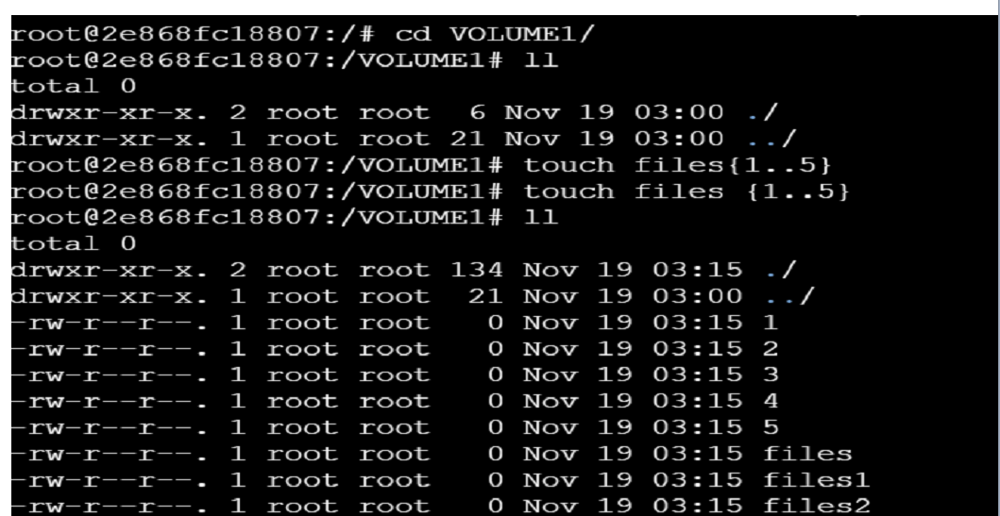 root@2e868fc18807:/# cd VOLUME1/
root@2e868fc18807:/VOLUME1# ll
total 0
drwxr-xr-x. 2 root root  6 Nov 19 03:00 ./
drwxr-xr-x. 1 root root 21 Nov 19 03:00 ../
root@2e868fc18807:/VOLUME1# touch files{1..5}
root@2e868fc18807:/VOLUME1# touch files {1..5}
root@2e868fc18807:/VOLUME1# ll
total 0
drwxr-xr-x. 2 root root 134 Nov 19 03:15 ./
drwxr-xr-x. 1 root root  21 Nov 19 03:00 ../
-rw-r--r--. 1 root root   0 Nov 19 03:15 1
-rw-r--r--. 1 root root   0 Nov 19 03:15 2
-rw-r--r--. 1 root root   0 Nov 19 03:15 3
-rw-r--r--. 1 root root   0 Nov 19 03:15 4
-rw-r--r--. 1 root root   0 Nov 19 03:15 5
-rw-r--r--. 1 root root   0 Nov 19 03:15 files
-rw-r--r--. 1 root root   0 Nov 19 03:15 files1
-rw-r--r--. 1 root root   0 Nov 19 03:15 files2